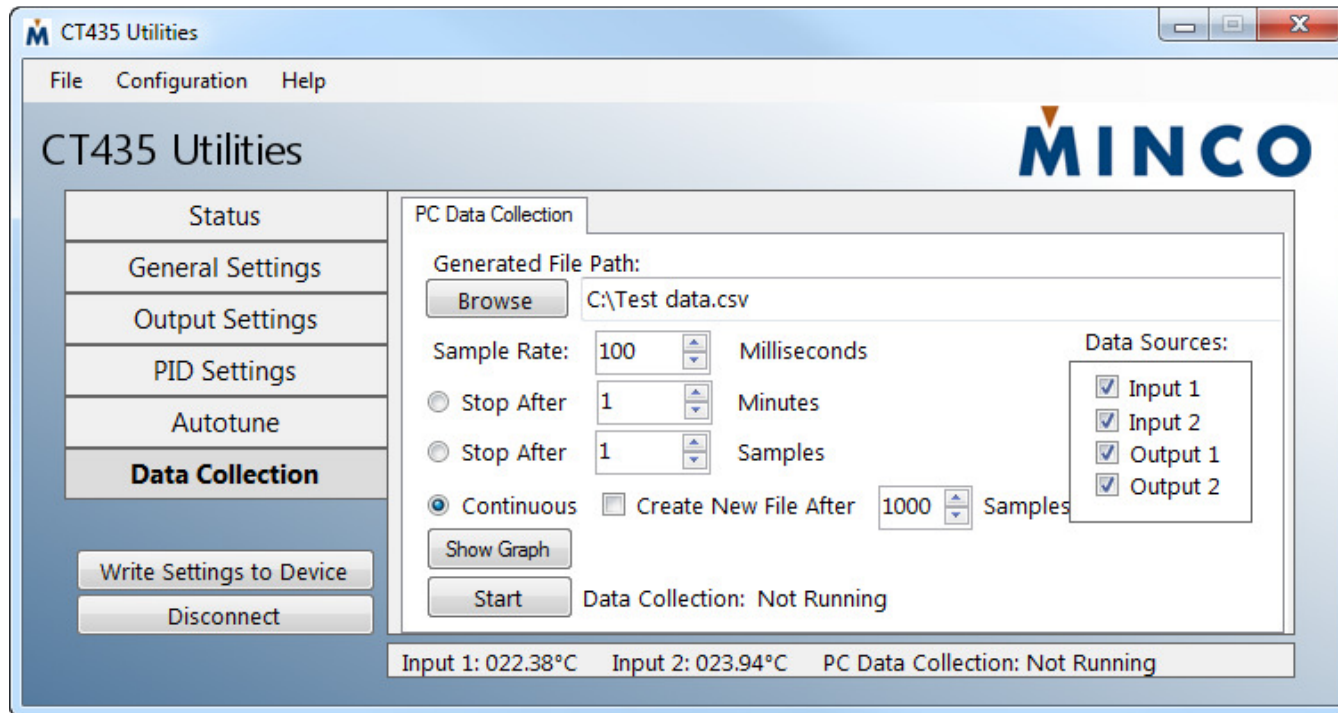 CT435 Utilities
File Configuration Help
CT435 Utilities
MINCO
Status
General Settings
Output Settings
PID Settings
Autotune
Data Collection
Write Settings to Device
Disconnect
PC Data Collection
Generated File Path:
Browse C:\Test data.csv
Sample Rate: 100 Milliseconds
Stop After 1 Minutes
Stop After 1 Samples
Continuous Create New File After 1000 Samples
Data Sources:
Input 1
Input 2
Output 1
Output 2
Show Graph
Start Data Collection: Not Running
Input 1: 022.38°C Input 2: 023.94°C PC Data Collection: Not Running